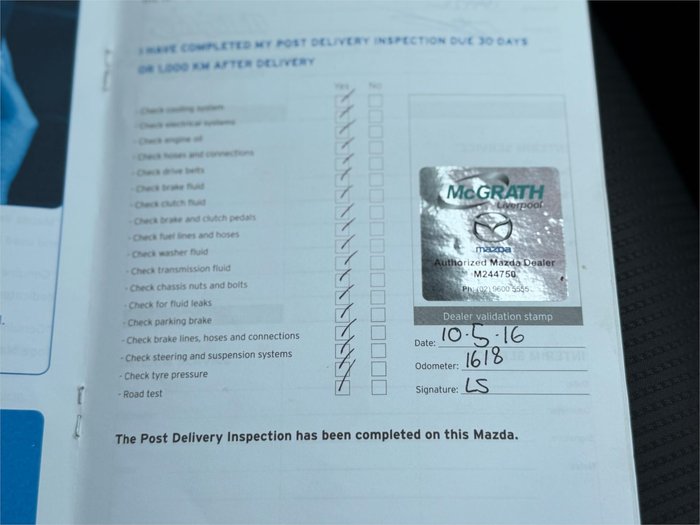 I HAVE COMPLETED MY POST DELIVERY INSPECTION DUE 30 DAYS
OR 1,000 KM AFTER DELIVERY
Yes No
- Check cooling system
- Check electrical systems
- Check engine oil
- Check hoses and connections
- Check drive belts
- Check brake fluid
- Check clutch fluid
- Check brake and clutch pedals
- Check fuel lines and hoses
- Check washer fluid
- Check transmission fluid
- Check chassis nuts and bolts
- Check for fluid leaks
- Check parking brake
- Check brake lines, hoses and connections
- Check steering and suspension systems
- Check tyre pressure
- Road test
McGRATH
Liverpool
mazda
Authorized Mazda Dealer
M244750
Ph: (02) 9600 5555
Dealer validation stamp
Date: 10·5·16
Odometer: 1618
Signature: LS
The Post Delivery Inspection has been completed on this Mazda.